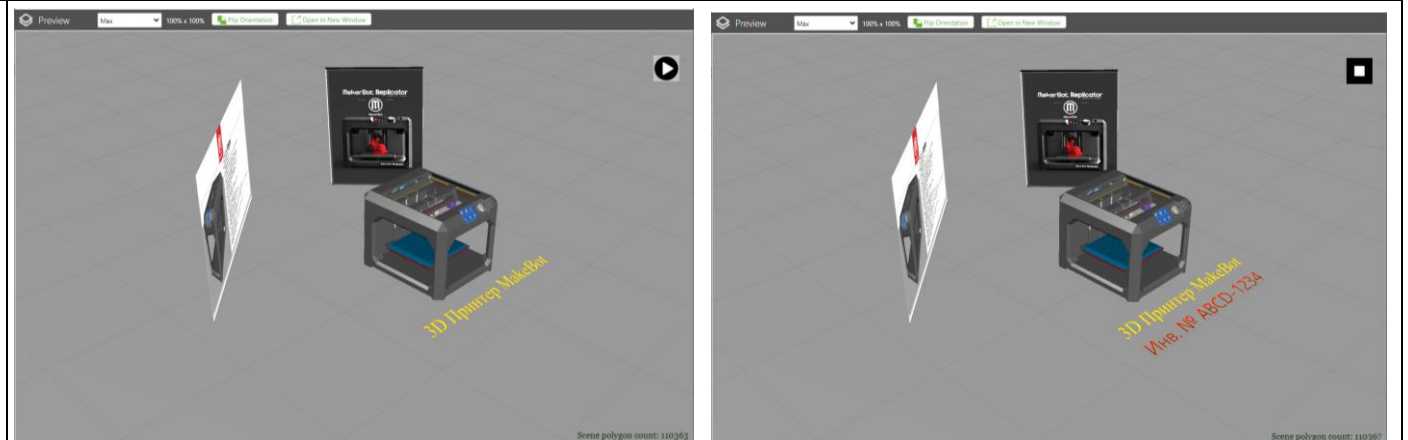 Preview Max 100% x 100% Flip Orientation Open in New Window
MakerBot Replicator
3D Принтер MakeBot
Scene polygon count: 110363
Preview Max 100% x 100% Flip Orientation Open in New Window
MakerBot Replicator
3D Принтер MakeBot
Инв. № ABCD-1234
Scene polygon count: 110367